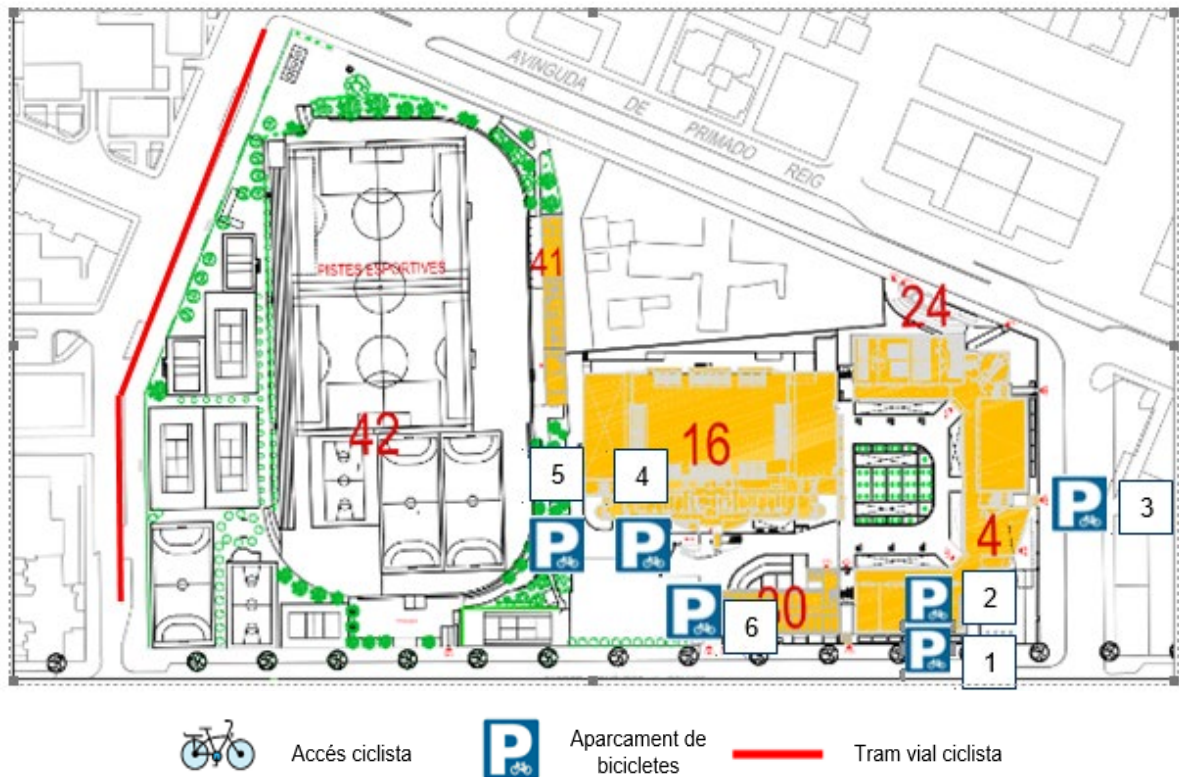 AVINGUDA
DE
PRIMADO
REIG
41
PISTES ESPORTIVES
24
42
16
5
4
P
3
4
P
P
P
2
P
6
P
1
P
Accés ciclista
Aparcament de
bicicletes
Tram vial ciclista